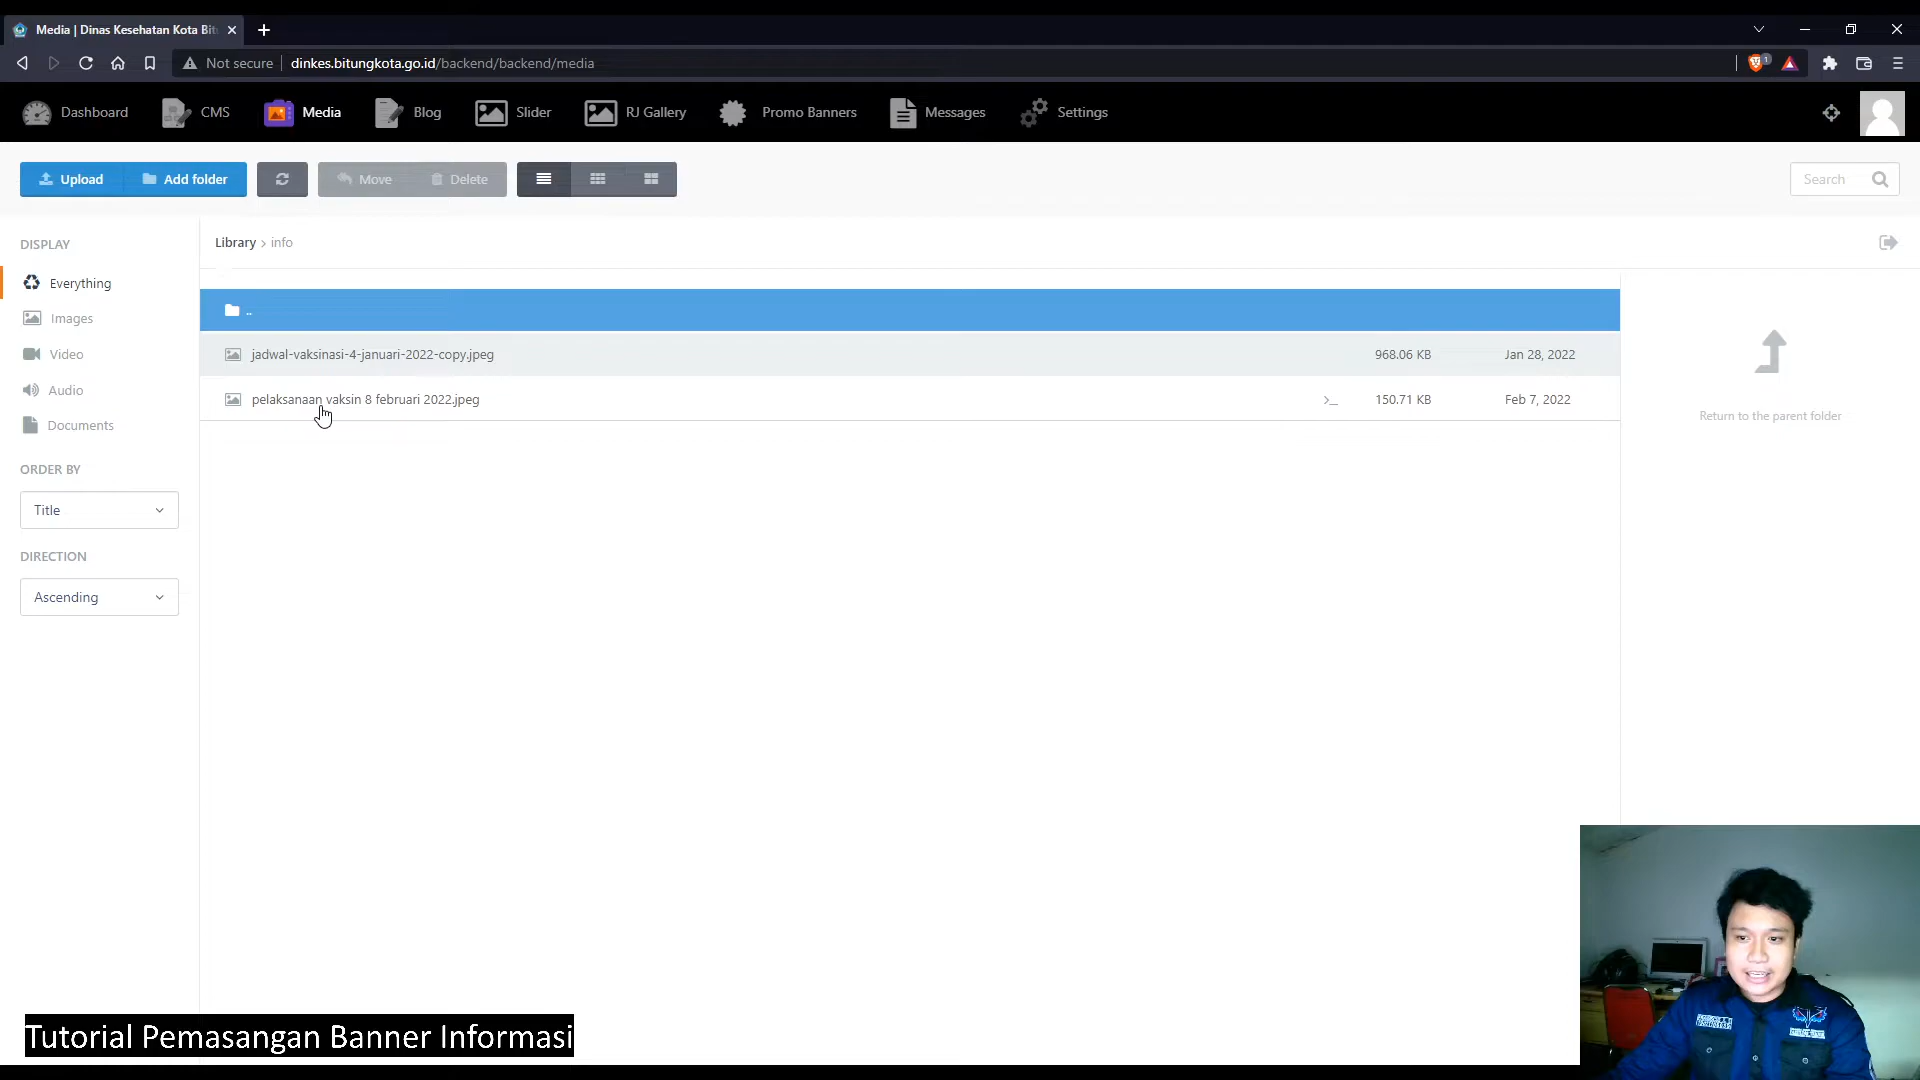 Media | Dinas Kesehatan Kota Bit
Not secure dinkes.bitungkota.go.id/backend/backend/media
Dashboard CMS Media Blog Slider RJ Gallery Promo Banners Messages Settings
Upload Add folder Move Delete Search
DISPLAY
Library > info
Everything
..
Images
jadwal-vaksinasi-4-januari-2022-copy.jpeg 968.06 KB Jan 28, 2022
Video
pelaksanaan vaksin 8 februari 2022.jpeg >_ 150.71 KB Feb 7, 2022
Audio
Return to the parent folder
Documents
ORDER BY
Title
DIRECTION
Ascending
Tutorial Pemasangan Banner Informasi